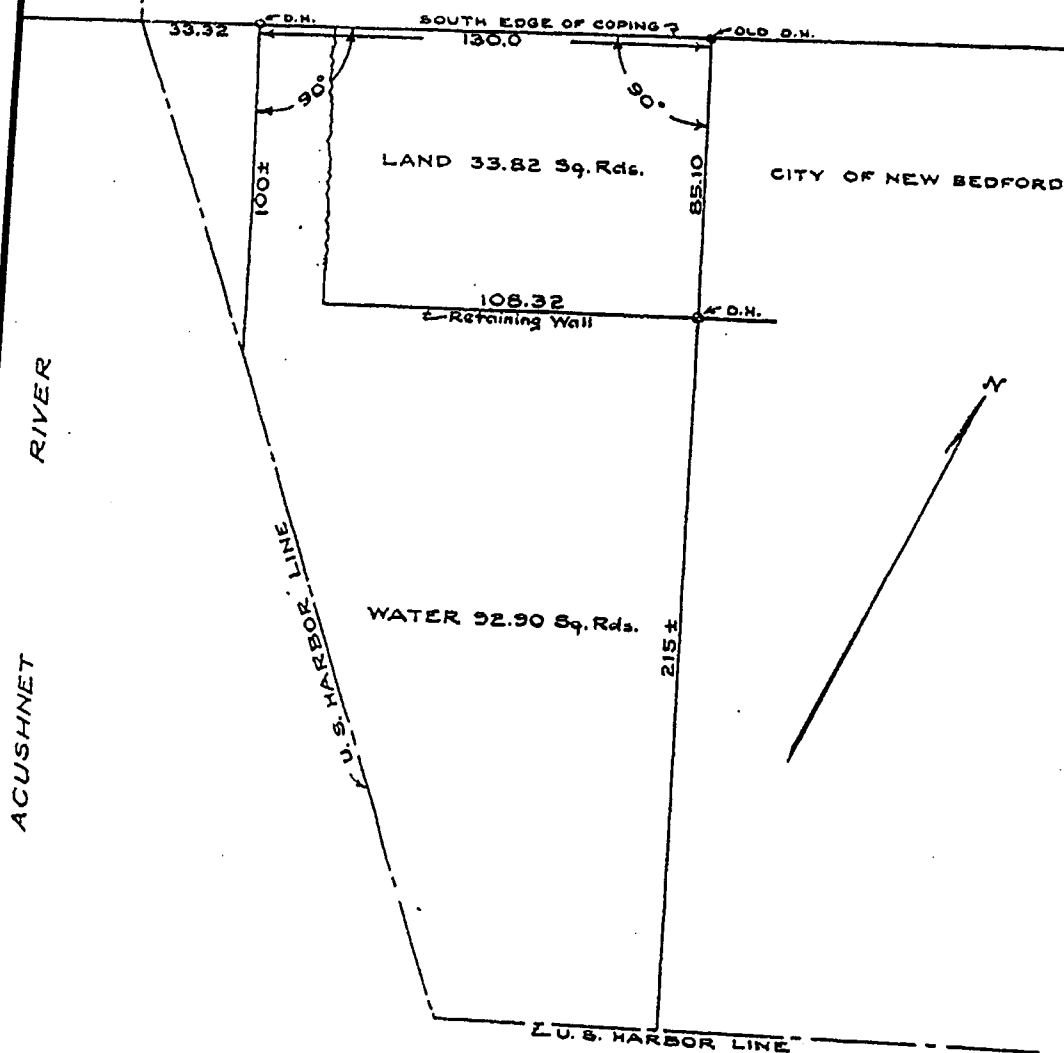 SOUTH EDGE OF COPING
D.H.
OLD D.H.
33.32
130.0
90°
90°
LAND 33.82 Sq. Rds.
100±
85.10
CITY OF NEW BEDFORD
108.32
Retaining Wall
D.H.
N
RIVER
ACUSHNET
U.S. HARBOR LINE
WATER 92.90 Sq. Rds.
215±
U.S. HARBOR LINE